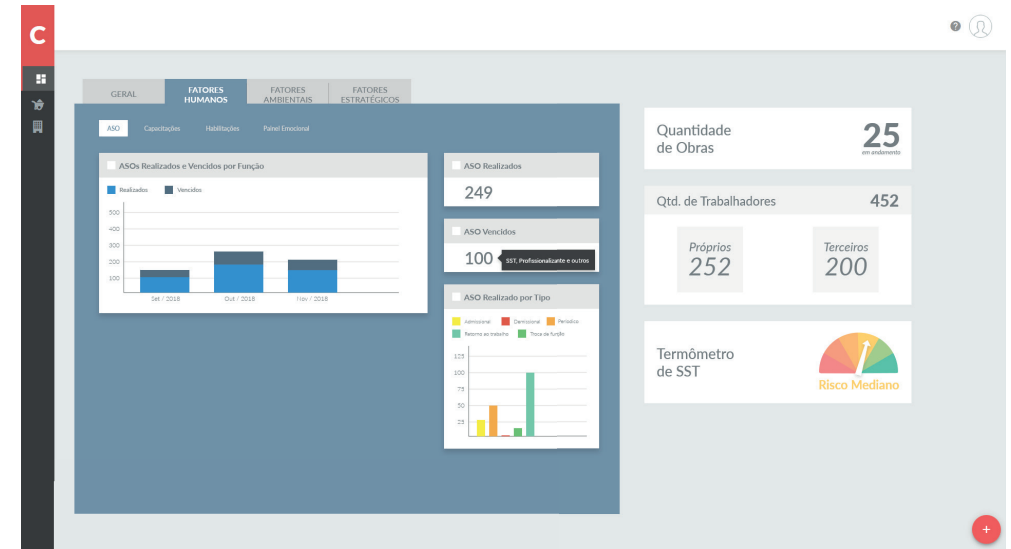 C
?
GERAL
FATORES
HUMANOS
FATORES
AMBIENTAIS
FATORES
ESTRATÉGICOS
ASO
Capacitações
Habilitações
Painel Emocional
ASOs Realizados e Vencidos por Função
Realizados
Vencidos
500
400
300
200
100
Set / 2018
Out / 2018
Nov / 2018
ASO Realizados
249
ASO Vencidos
100
SST, Profissionalizante e outros
ASO Realizado por Tipo
Admissional
Demissional
Periodico
Retorno ao trabalho
Troca de função
125
100
75
50
25
Quantidade
de Obras
25
em andamento
Qtd. de Trabalhadores
452
Próprios
252
Terceiros
200
Termômetro
de SST
Risco Mediano
+